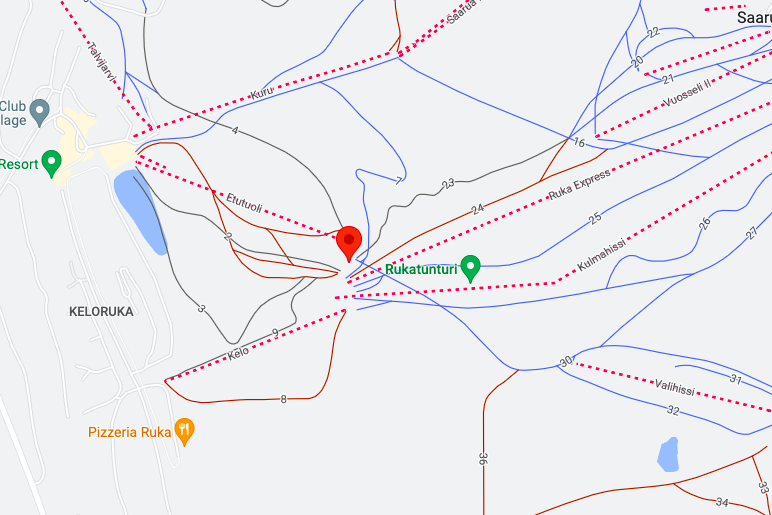 Saarua
Saaru
22
20
21
Talvijärvi
Kuru
Vuosseli II
Club
llage
4
16
Resort
7
23
Ruka Express
Etutuoli
24
25
26
2
27
Kulmahissi
Rukatunturi
3
KELORUKA
9
Kelo
30
31
Valihissi
8
32
Pizzeria Ruka
36
33
34